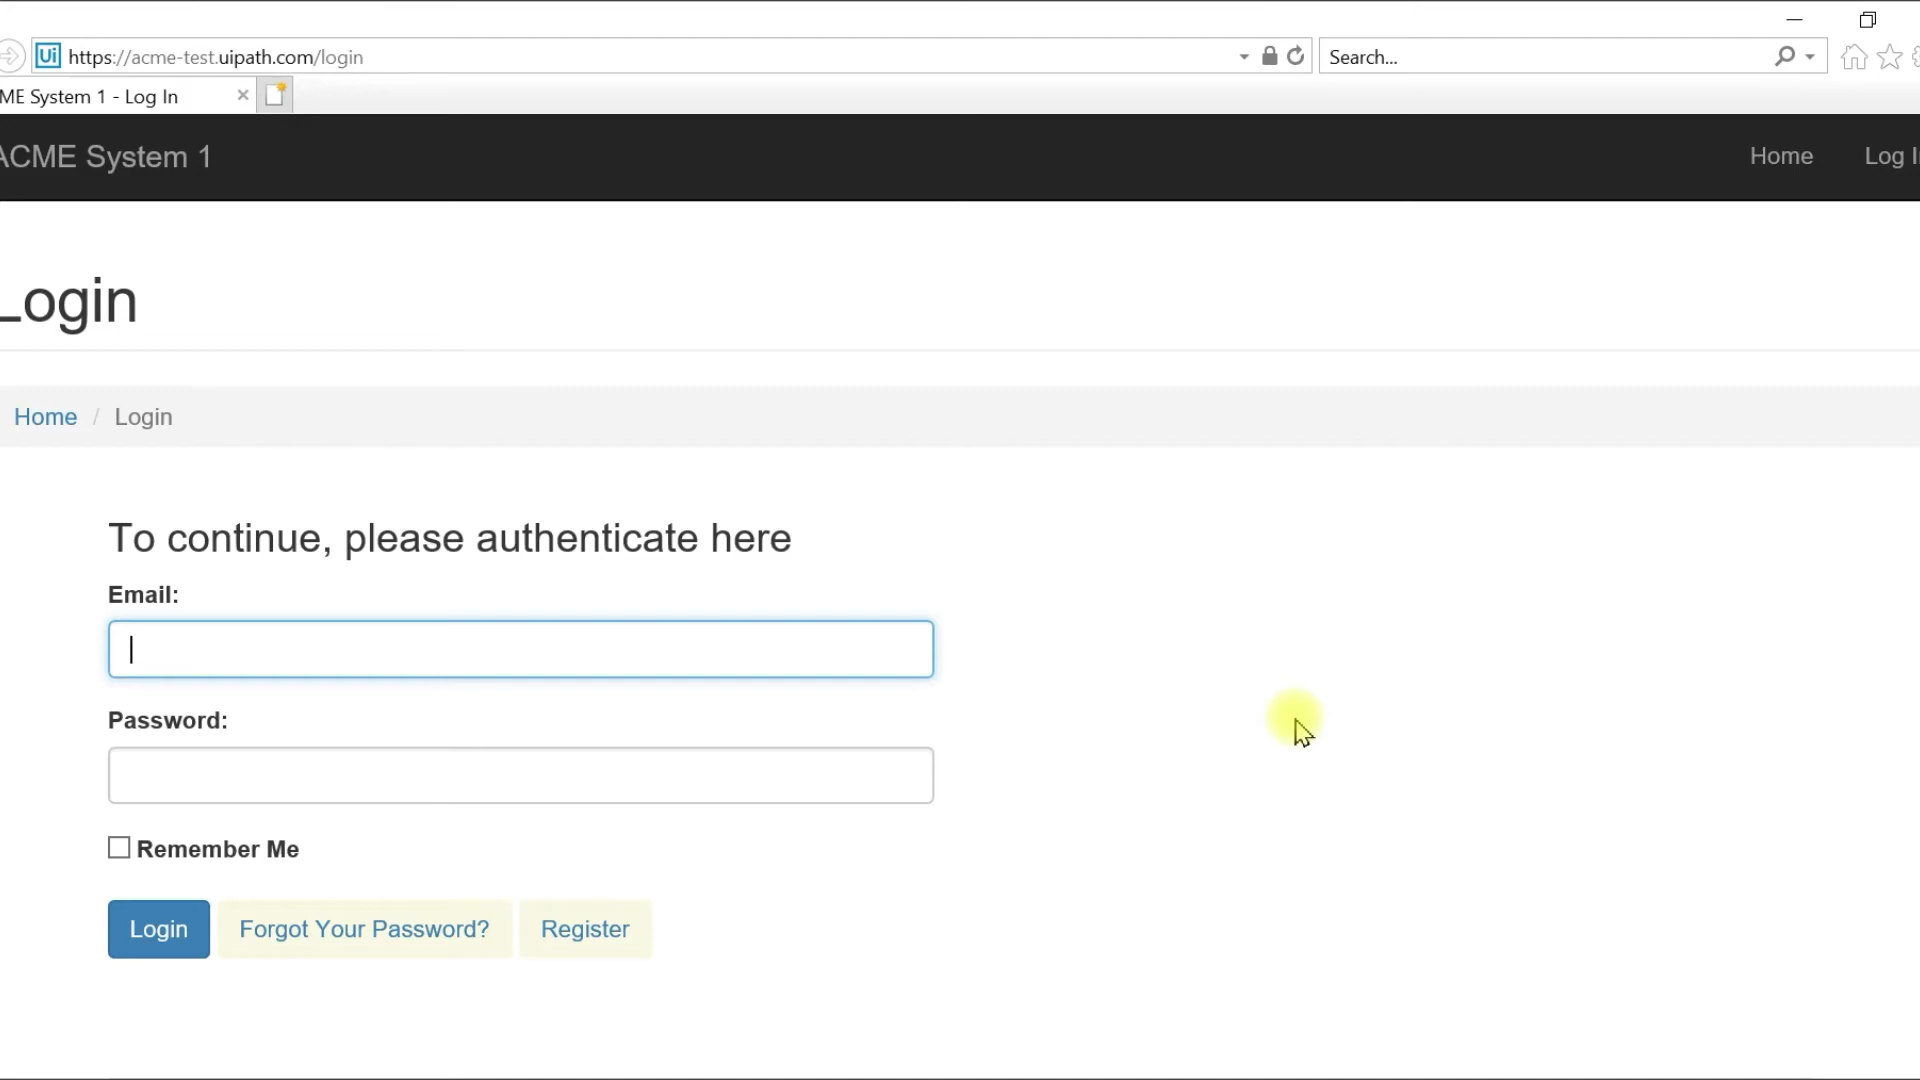 Ui https://acme-test.uipath.com/login Search...
ME System 1 - Log In
ACME System 1 Home Log I
Login
Home / Login
To continue, please authenticate here
Email:
Password:
Remember Me
Login Forgot Your Password? Register